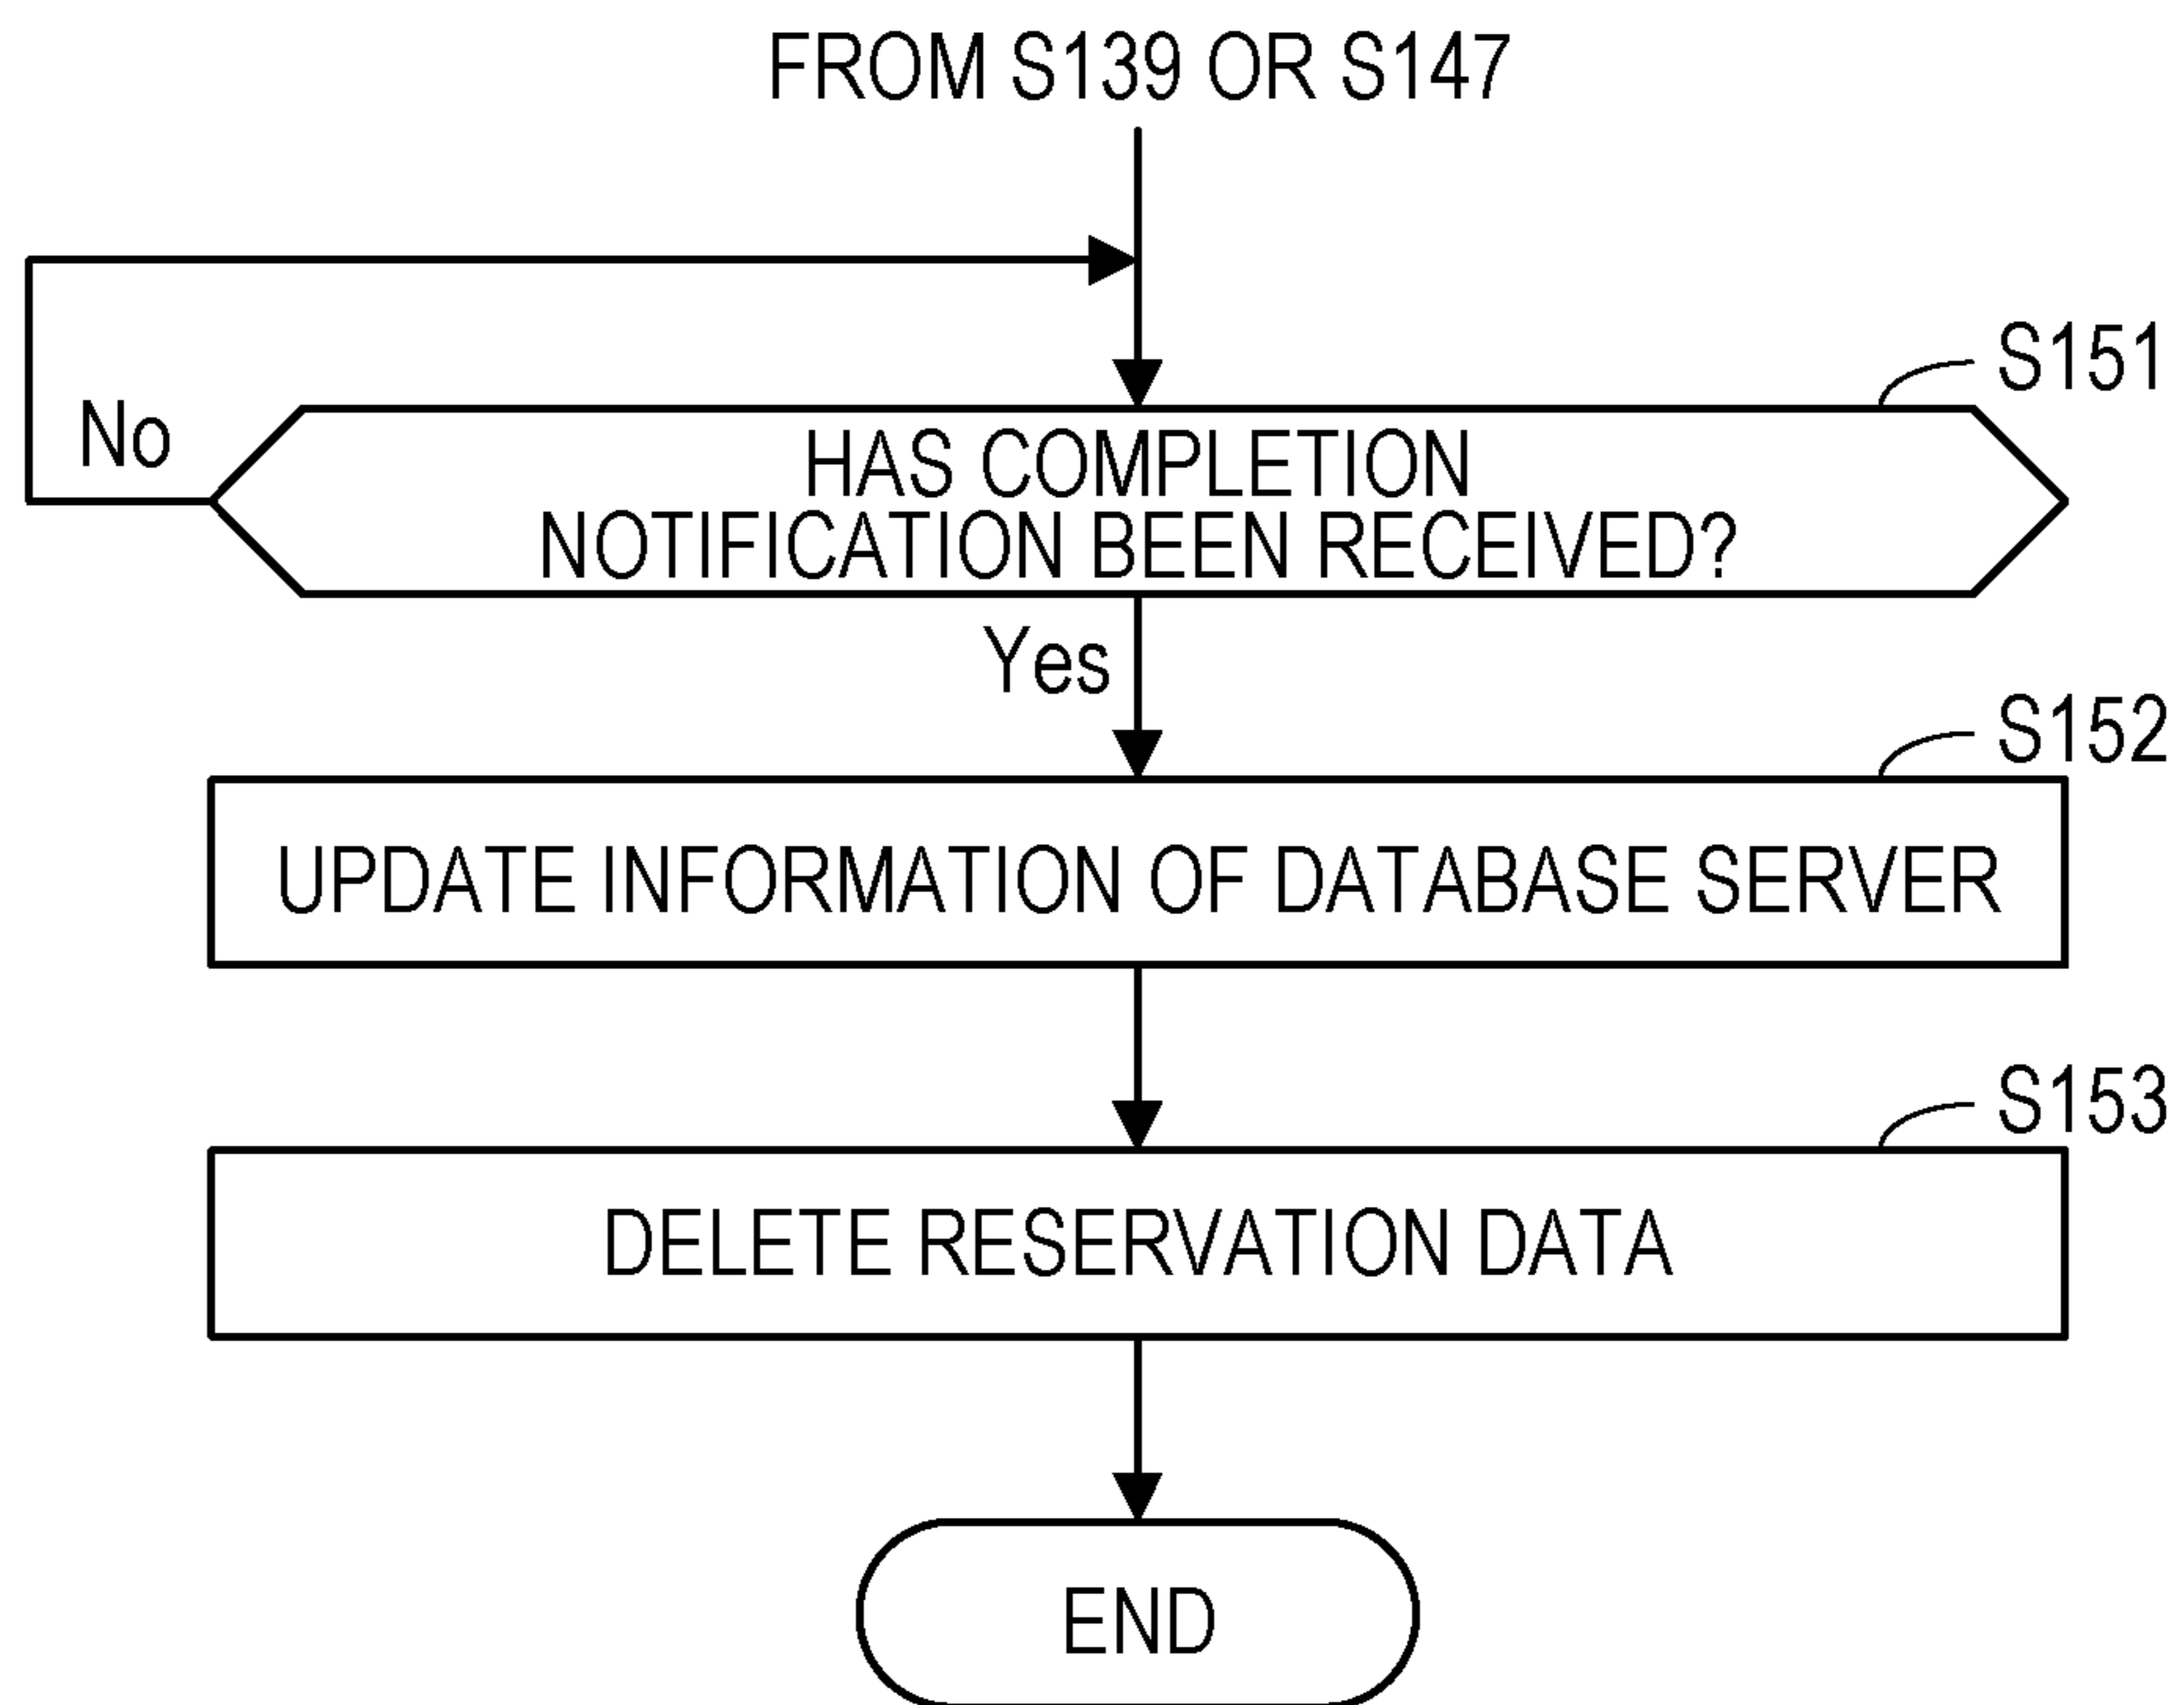 FROM S139 OR S147
S151
No
HAS COMPLETION
NOTIFICATION BEEN RECEIVED?
Yes
S152
UPDATE INFORMATION OF DATABASE SERVER
S153
DELETE RESERVATION DATA
END